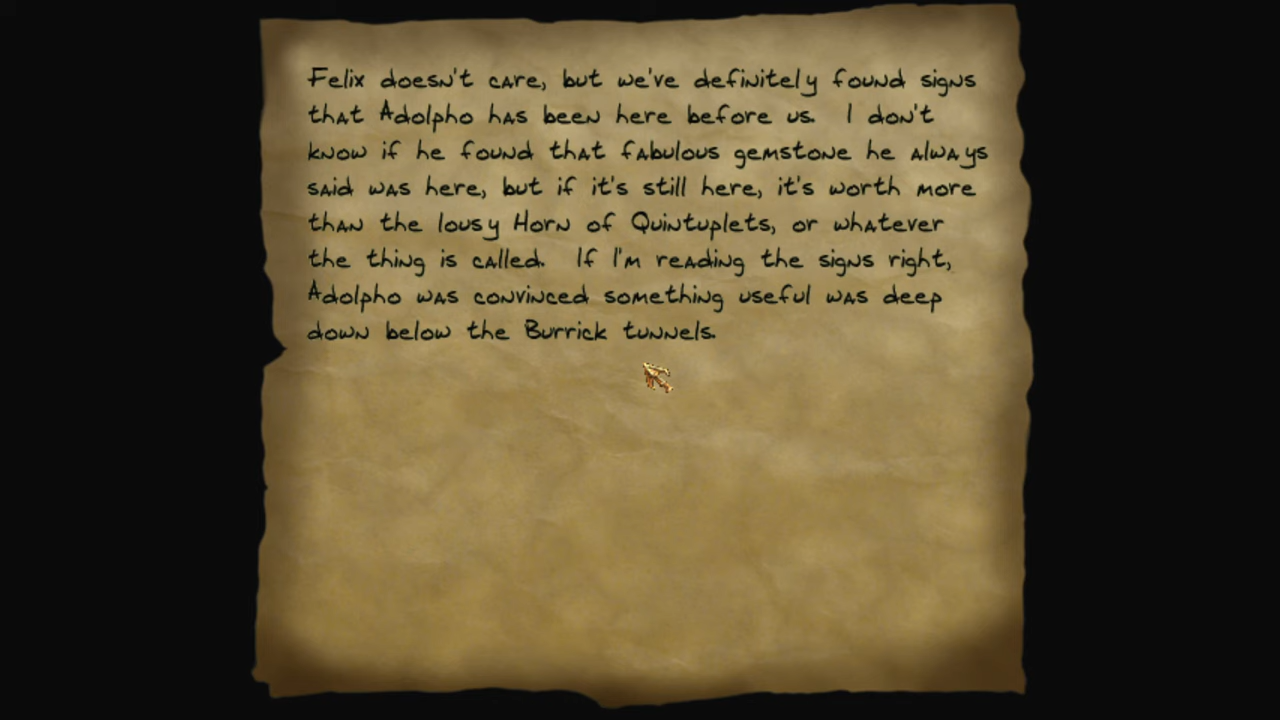 Felix doesn't care, but we've definitely found signs
that Adolpho has been here before us.  I don't
know if he found that fabulous gemstone he always
said was here, but if it's still here, it's worth more
than the lousy Horn of Quintuplets, or whatever
the thing is called.  If I'm reading the signs right,
Adolpho was convinced something useful was deep
down below the Burrick tunnels.